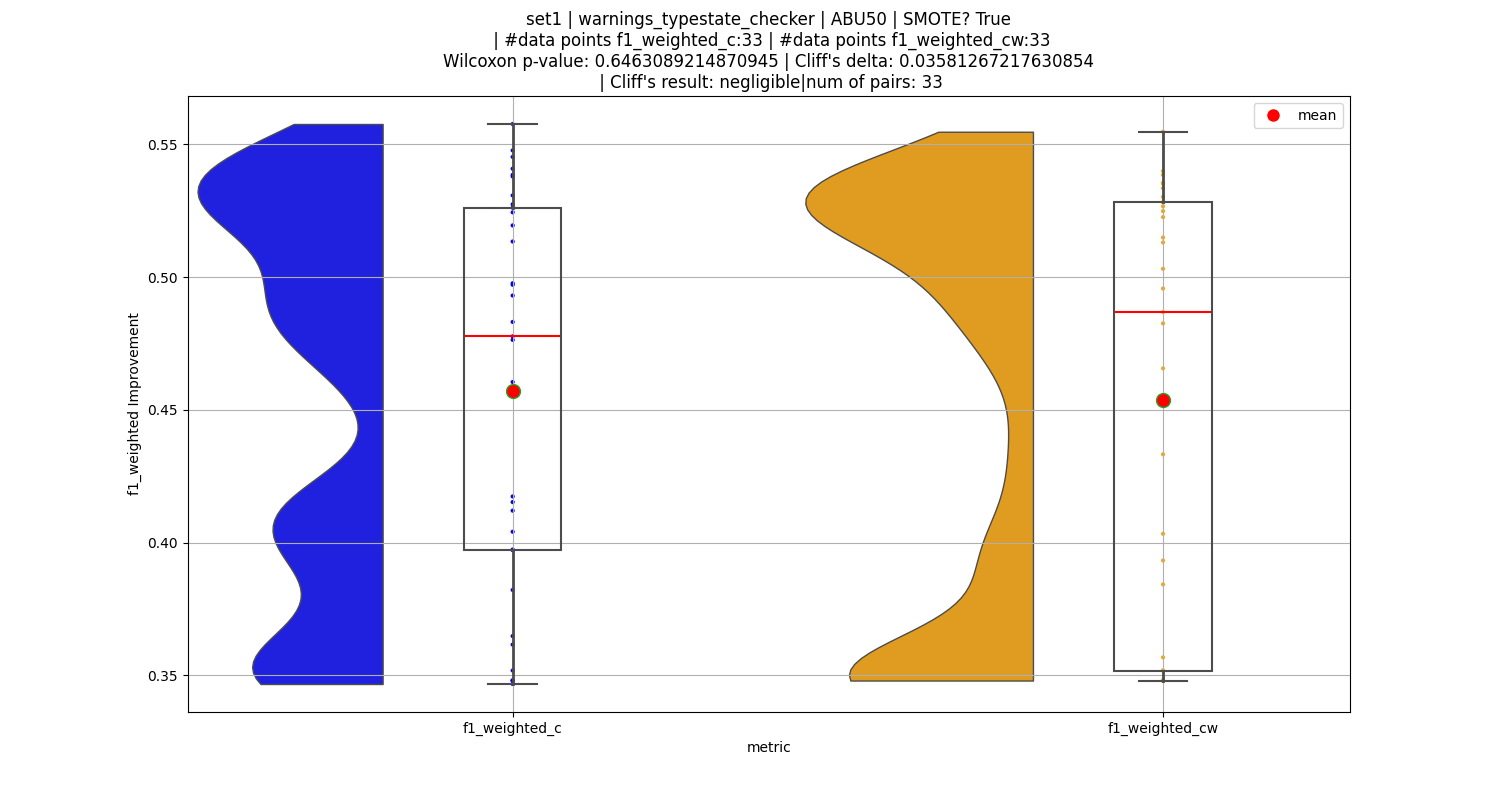 set1 | warnings_typestate_checker | ABU50 | SMOTE? True
| #data points f1_weighted_c:33 | #data points f1_weighted_cw:33
Wilcoxon p-value: 0.6463089214870945 | Cliff's delta: 0.03581267217630854
| Cliff's result: negligible|num of pairs: 33
mean
0.55
0.50
0.45
0.40
0.35
f1_weighted Improvement
f1_weighted_c
f1_weighted_cw
metric